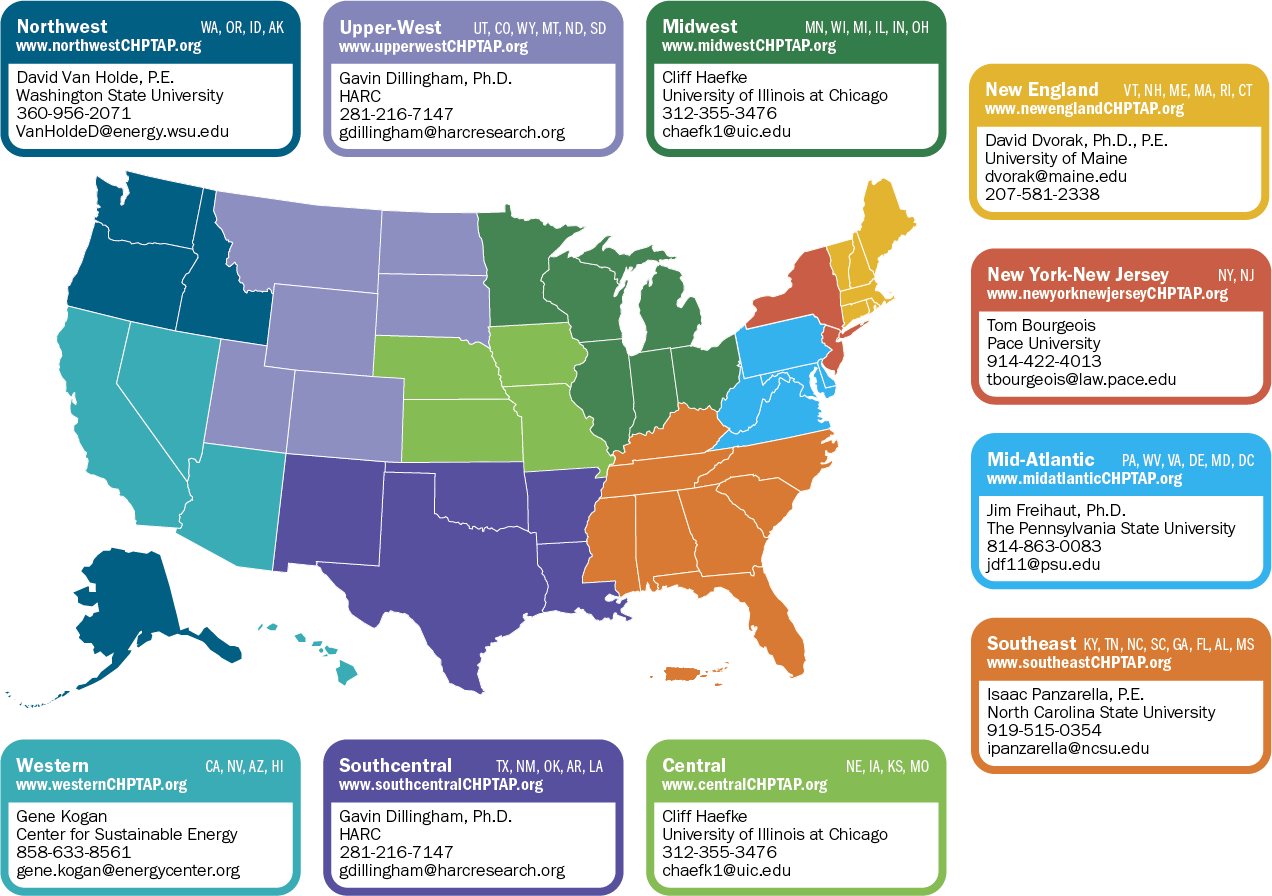 Northwest WA, OR, ID, AK
www.northwestCHPTAP.org
David Van Holde, P.E.
Washington State University
360-956-2071
VanHoldeD@energy.wsu.edu
Upper-West UT, CO, WY, MT, ND, SD
www.upperwestCHPTAP.org
Gavin Dillingham, Ph.D.
HARC
281-216-7147
gdillingham@harcresearch.org
Midwest MN, WI, MI, IL, IN, OH
www.midwestCHPTAP.org
Cliff Haefke
University of Illinois at Chicago
312-355-3476
chaefk1@uic.edu
New England VT, NH, ME, MA, RI, CT
www.newenglandCHPTAP.org
David Dvorak, Ph.D., P.E.
University of Maine
dvorak@maine.edu
207-581-2338
New York-New Jersey NY, NJ
www.newyorknewjerseyCHPTAP.org
Tom Bourgeois
Pace University
914-422-4013
tbourgeois@law.pace.edu
Mid-Atlantic PA, WV, VA, DE, MD, DC
www.midatlanticCHPTAP.org
Jim Freihaut, Ph.D.
The Pennsylvania State University
814-863-0083
jdf11@psu.edu
Southeast KY, TN, NC, SC, GA, FL, AL, MS
www.southeastCHPTAP.org
Isaac Panzarella, P.E.
North Carolina State University
919-515-0354
ipanzarella@ncsu.edu
Western CA, NV, AZ, HI
www.westernCHPTAP.org
Gene Kogan
Center for Sustainable Energy
858-633-8561
gene.kogan@energycenter.org
Southcentral TX, NM, OK, AR, LA
www.southcentralCHPTAP.org
Gavin Dillingham, Ph.D.
HARC
281-216-7147
gdillingham@harcresearch.org
Central NE, IA, KS, MO
www.centralCHPTAP.org
Cliff Haefke
University of Illinois at Chicago
312-355-3476
chaefk1@uic.edu